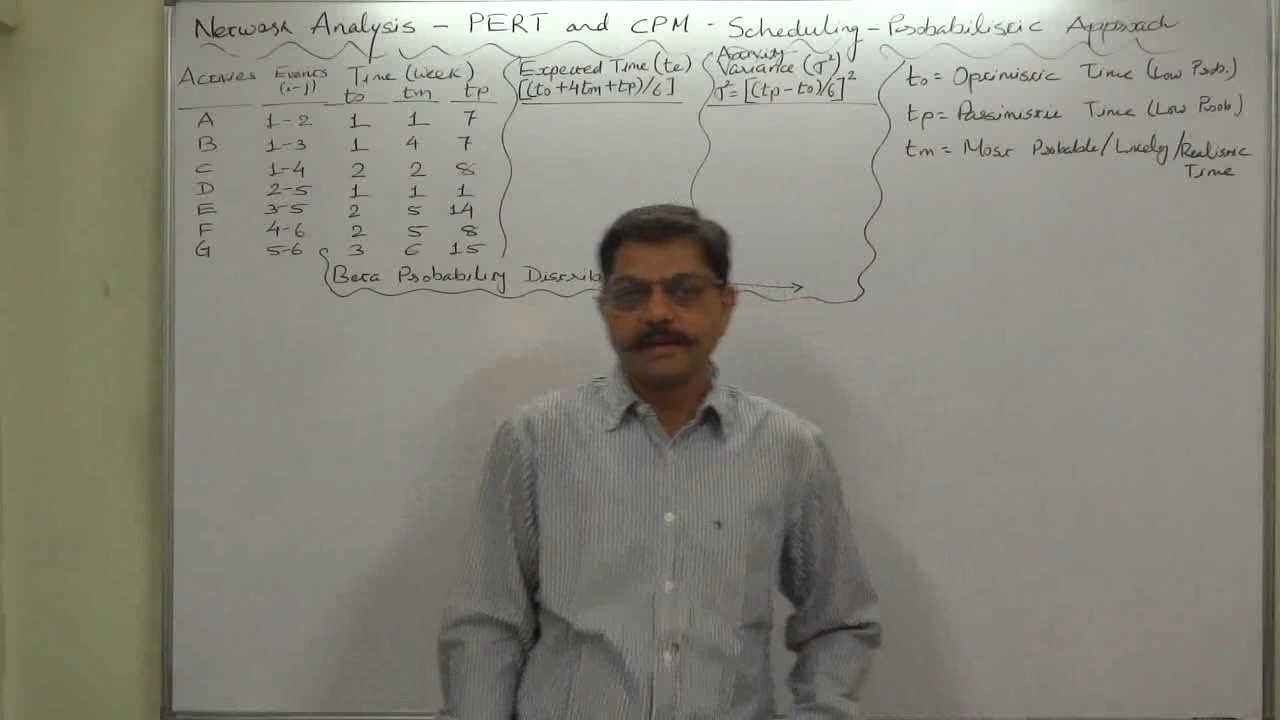 Network Analysis - PERT and CPM - Scheduling - Probabilistic Approach
Activies Events (i-j) Time (week) to tm tp Expected Time (te) [(to+4tm+tp)/6] Activity Variance (σ²) σ² = [(tp-to)/6]²
A 1-2 1 1 7
B 1-3 1 4 7
C 1-4 2 2 8
D 2-5 1 1 1
E 3-5 2 5 14
F 4-6 2 5 8
G 5-6 3 6 15
Beta Probability Distrib
to = Optimistic Time (Low Prob.)
tp = Pessimistic Time (Low Prob)
tm = Most Probable/Likely/Realistic
Time